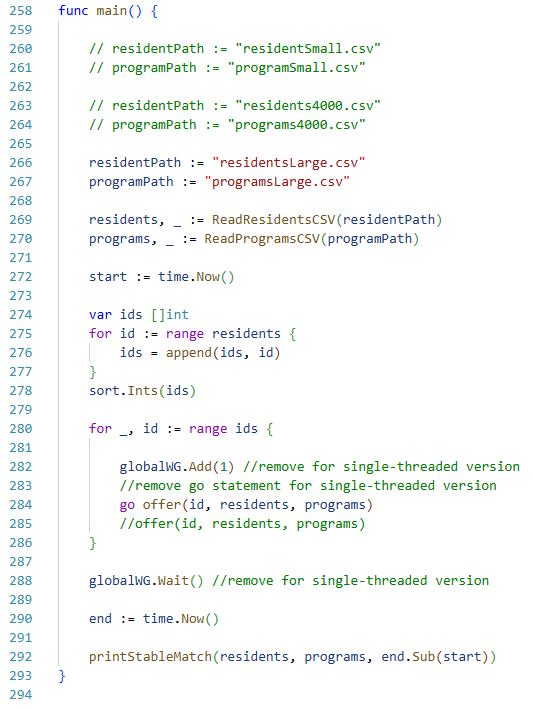 258 func main() {
259
260     // residentPath := "residentSmall.csv"
261     // programPath := "programSmall.csv"
262
263     // residentPath := "residents4000.csv"
264     // programPath := "programs4000.csv"
265
266     residentPath := "residentsLarge.csv"
267     programPath := "programsLarge.csv"
268
269     residents, _ := ReadResidentsCSV(residentPath)
270     programs, _ := ReadProgramsCSV(programPath)
271
272     start := time.Now()
273
274     var ids []int
275     for id := range residents {
276         ids = append(ids, id)
277     }
278     sort.Ints(ids)
279
280     for _, id := range ids {
281
282         globalWG.Add(1) //remove for single-threaded version
283         //remove go statement for single-threaded version
284         go offer(id, residents, programs)
285         //offer(id, residents, programs)
286     }
287
288     globalWG.Wait() //remove for single-threaded version
289
290     end := time.Now()
291
292     printStableMatch(residents, programs, end.Sub(start))
293 }
294